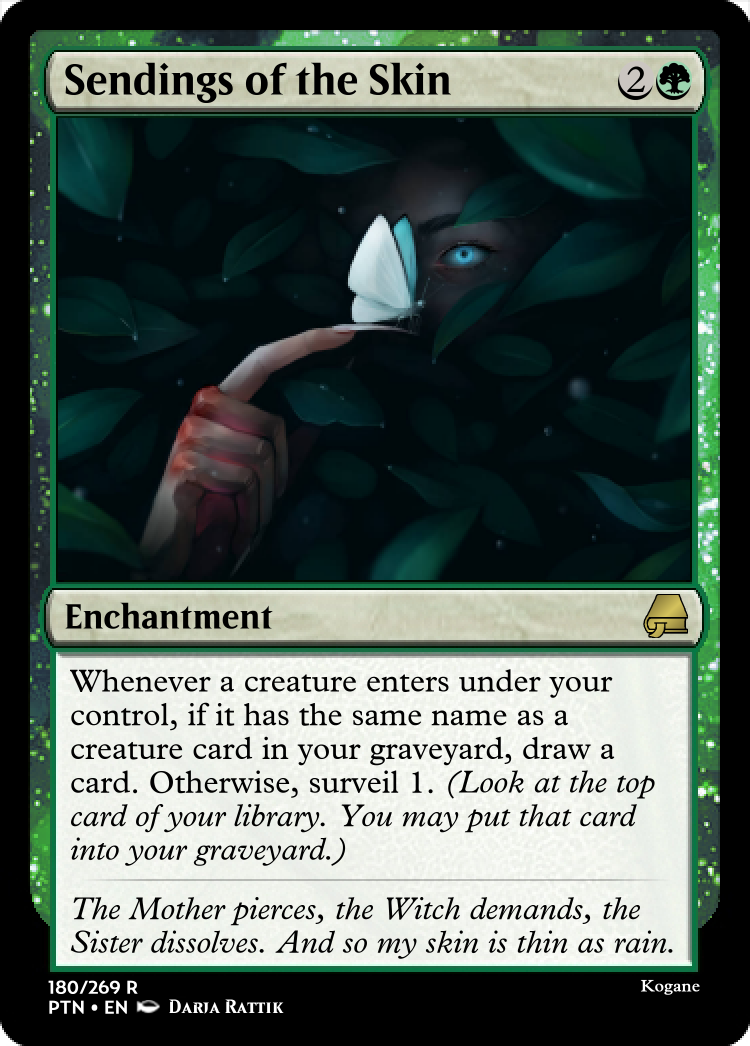 Sendings of the Skin
2
Enchantment
Whenever a creature enters under your
control, if it has the same name as a
creature card in your graveyard, draw a
card. Otherwise, surveil 1. (Look at the top
card of your library. You may put that card
into your graveyard.)
The Mother pierces, the Witch demands, the
Sister dissolves. And so my skin is thin as rain.
180/269 R
Kogane
PTN • EN Darja Rattik